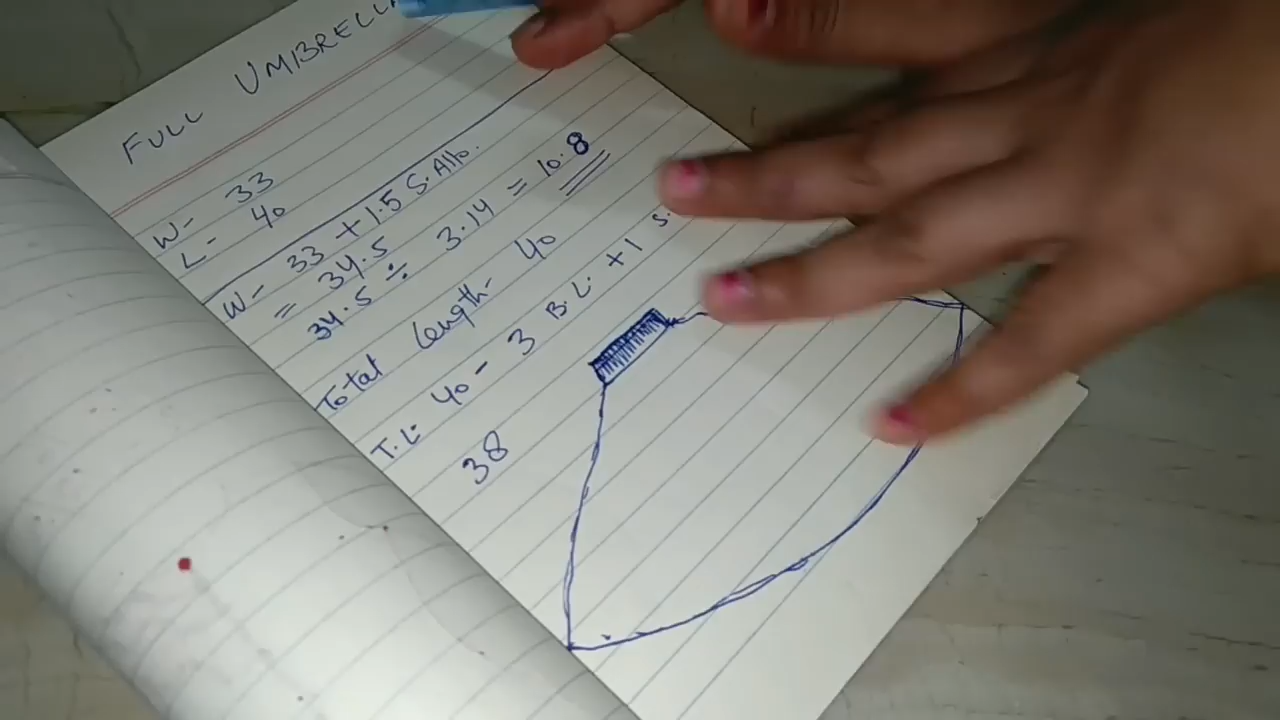 FULL UMBRELLA
W- 33
L- 40
W- 33 + 1.5 S. Allo.
= 34.5
34.5 ÷ 3.14 = 10.8
Total length- 40
T.L: 40 - 3 B.L: + 1 S.
38